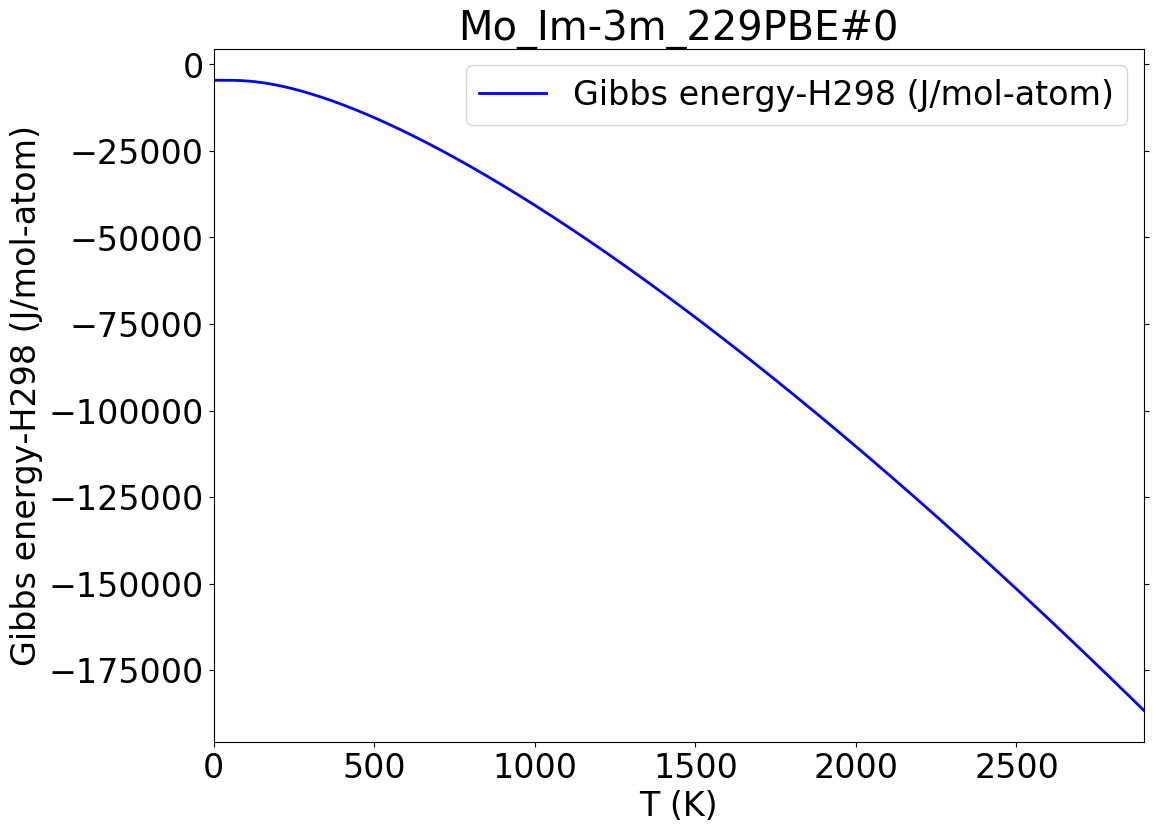 Mo_Im-3m_229PBE#0
Gibbs energy-H298 (J/mol-atom)
Gibbs energy-H298 (J/mol-atom)
0
−25000
−50000
−75000
−100000
−125000
−150000
−175000
0 500 1000 1500 2000 2500
T (K)